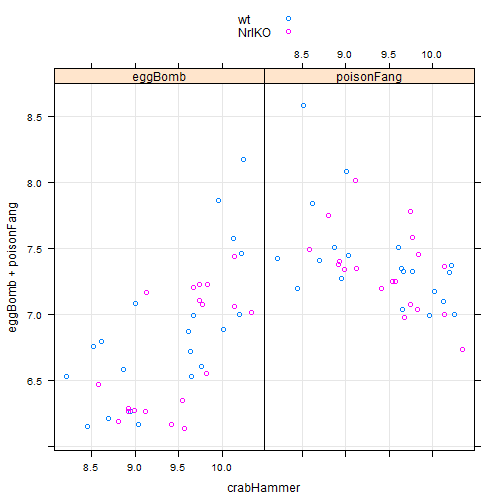 wt
NrlKO
8.5 9.0 9.5 10.0
eggBomb poisonFang
8.5
8.0
7.5
7.0
6.5
eggBomb + poisonFang
8.5 9.0 9.5 10.0
crabHammer